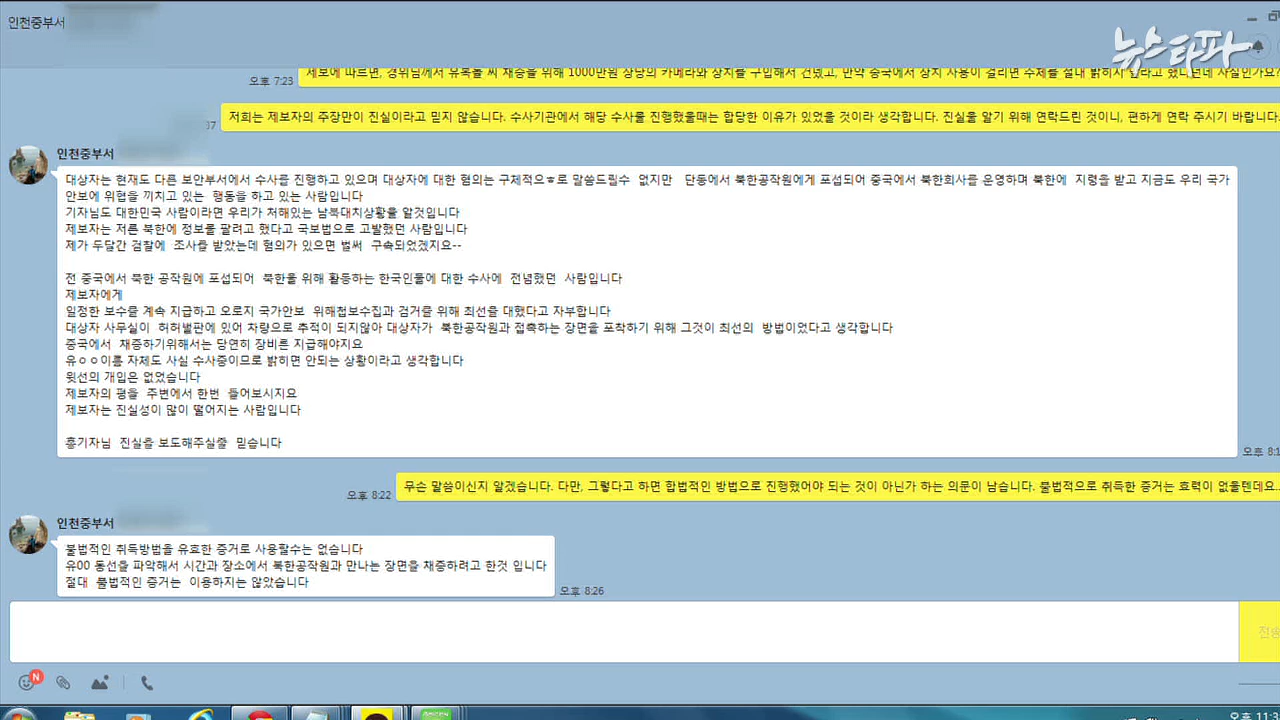 인천중부서
뉴스타파
제보에 따르면, 경위님께서 유
씨 채증을 위해 1000만원 상당의 카메라와 장치를 구입해서 건넸고, 만약 중국에서 장치 사용이 걸리면 주체를 절대 밝히지 말라고 했다던데 사실인가요?
오후 7:23
저희는 제보자의 주장만이 진실이라고 믿지 않습니다. 수사기관에서 해당 수사를 진행했을때는 합당한 이유가 있었을 것이라 생각합니다. 진실을 알기 위해 연락드린 것이니, 편하게 연락 주시기 바랍니다.
37
인천중부서
대상자는 현재도 다른 보안부서에서 수사를 진행하고 있으며 대상자에 대한 혐의는 구체적으ㅎ로 말씀드릴수 없지만 단동에서 북한공작원에게 포섭되어 중국에서 북한회사를 운영하며 북한에 지령을 받고 지금도 우리 국가
안보에 위협을 끼치고 있는 행동을 하고 있는 사람입니다
기자님도 대한민국 사람이라면 우리가 처해있는 남북대치상황을 알것입니다
제보자는 저른 북한에 정보를 팔려고 했다고 국보법으로 고발했던 사람입니다
제가 두달간 검찰에 조사를 받았는데 혐의가 있으면 벌써 구속되었겠지요--
전 중국에서 북한 공작원에 포섭되어 북한을 위해 활동하는 한국인들에 대한 수사에 전념했던 사람입니다
제보자에게
일정한 보수를 계속 지급하고 오로지 국가안보 위해첩보수집과 검거를 위해 최선을 대했다고 자부합니다
대상자 사무실이 허허벌판에 있어 차량으로 추적이 되지않아 대상자가 북한공작원과 접촉하는 장면을 포착하기 위해 그것이 최선의 방법이었다고 생각합니다
중국에서 채증하기위해서는 당연히 장비른 지급해야지요
유ㅇㅇ이름 자체도 사실 수사중이므로 밝히면 안되는 상황이라고 생각합니다
윗선의 개입은 없었습니다
제보자의 평을 주변에서 한번 들어보시지요
제보자는 진실성이 많이 떨어지는 사람입니다
홍기자님 진실을 보도해주실줄 믿습니다
오후 8:1
무슨 말씀이신지 알겠습니다. 다만, 그렇다고 하면 합법적인 방법으로 진행했어야 되는 것이 아닌가 하는 의문이 남습니다. 불법적으로 취득한 증거는 효력이 없을텐데요..
오후 8:22
인천중부서
불법적인 취득방법을 유효한 증거로 사용할수는 없습니다
유00 동선을 파악해서 시간과 장소에서 북한공작원과 만나는 장면을 채증하려고 한것 입니다
절대 불법적인 증거는 이용하지는 않았습니다
오후 8:26
전송
N
오후 11:3